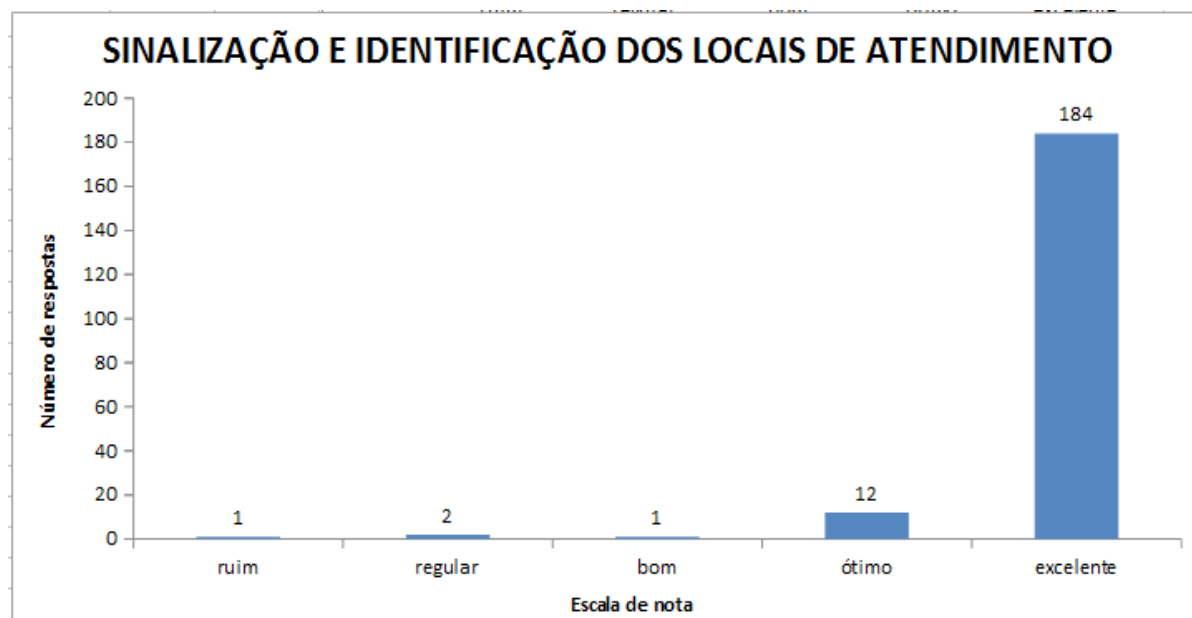 SINALIZAÇÃO E IDENTIFICAÇÃO DOS LOCAIS DE ATENDIMENTO
200
180
160
140
120
100
80
60
40
20
0
Número de respostas
1
2
1
12
184
ruim
regular
bom
ótimo
excelente
Escala de nota